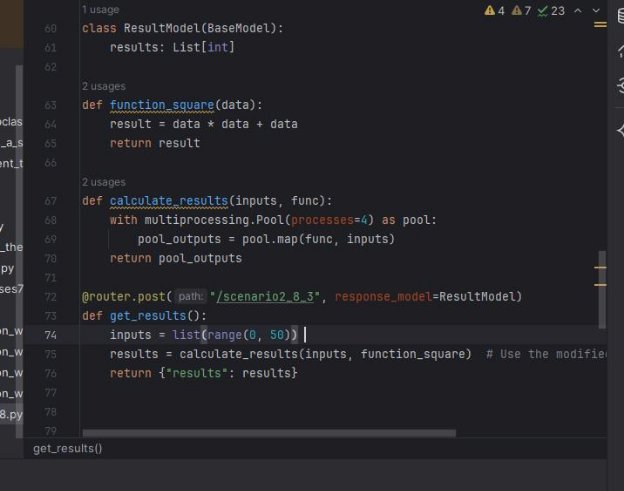 1 usage
4 7 23
60 class ResultModel(BaseModel):
61 results: List[int]
62
2 usages
63 def function_square(data):
64 result = data * data + data
65 return result
66
2 usages
67 def calculate_results(inputs, func):
68 with multiprocessing.Pool(processes=4) as pool:
69 pool_outputs = pool.map(func, inputs)
70 return pool_outputs
71
72 @router.post( path: "/scenario2_8_3", response_model=ResultModel)
73 def get_results():
74 inputs = list(range(0, 50))
75 results = calculate_results(inputs, function_square) # Use the modifie
76 return {"results": results}
77
78
79
get_results()
oclas
_a_s
ent_t
y
_the
py
ses7
on_w
on_w
on_w
on_w
8.py